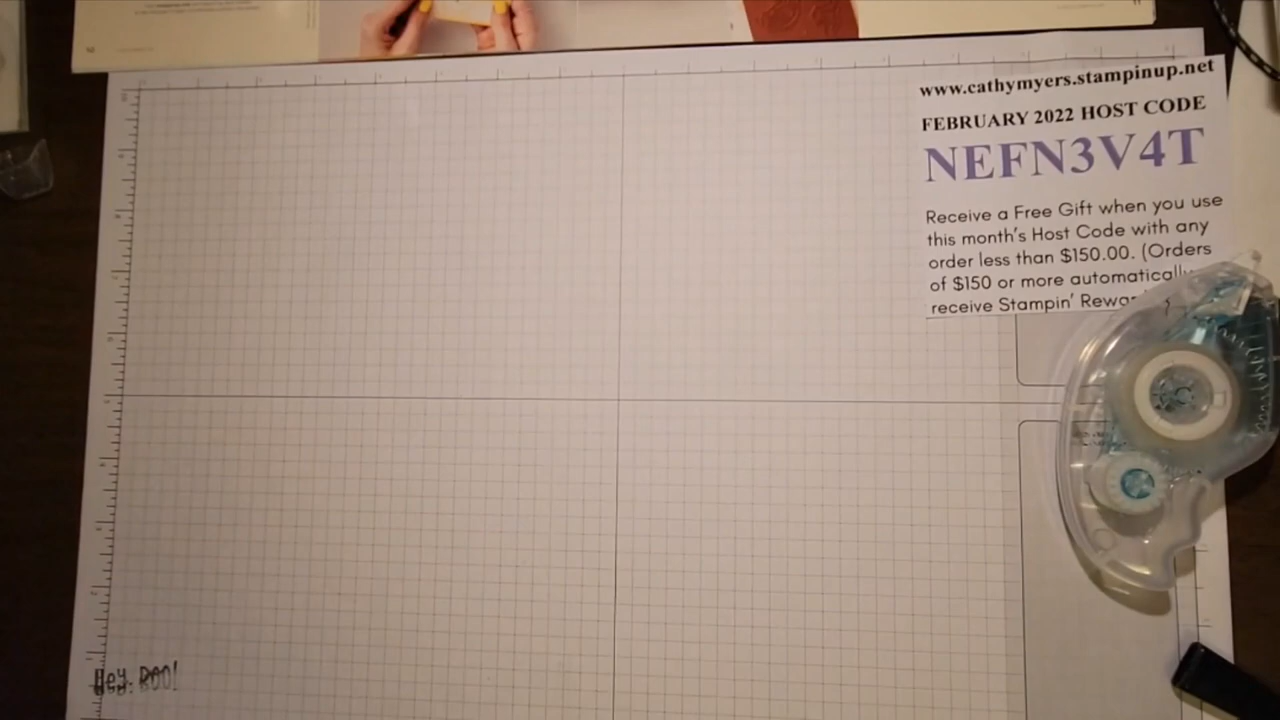 www.cathymyers.stampinup.net
FEBRUARY 2022 HOST CODE
NEFN3V4T
Receive a Free Gift when you use
this month's Host Code with any
order less than $150.00. (Orders
of $150 or more automatically
receive Stampin' Rewa
Hey, BOO!